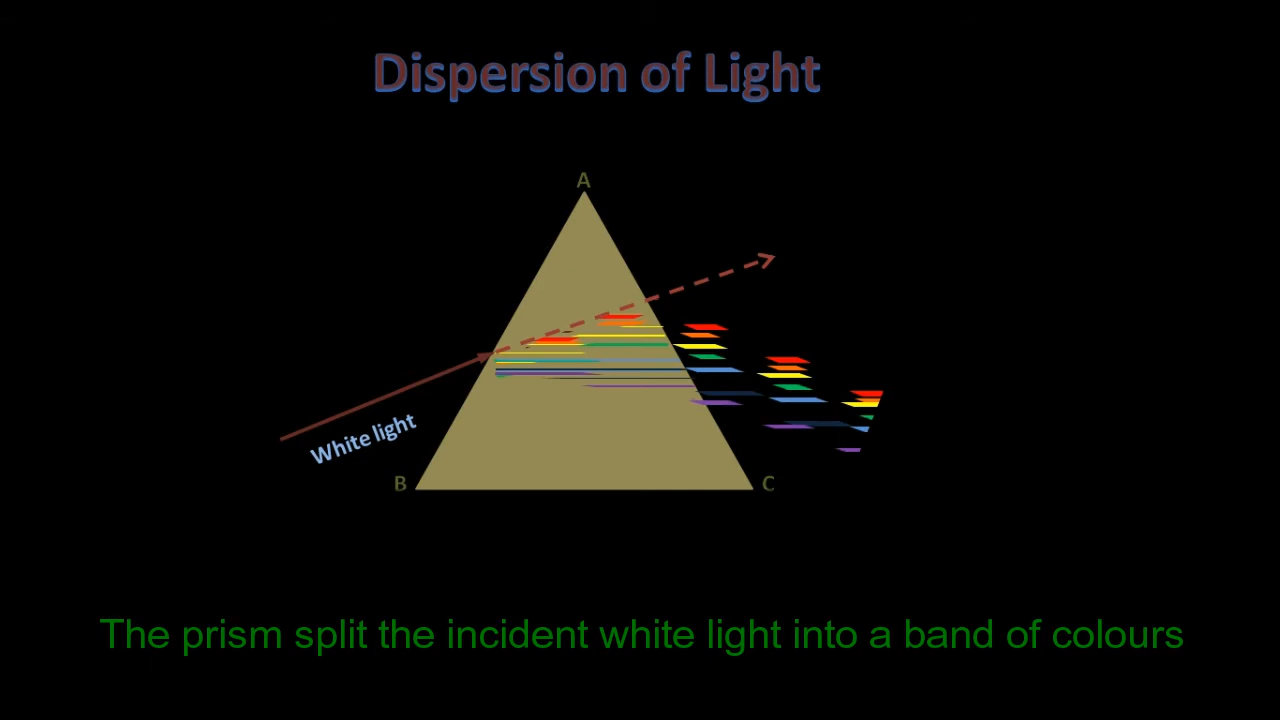 Dispersion of Light
A
White light
B
C
The prism split the incident white light into a band of colours